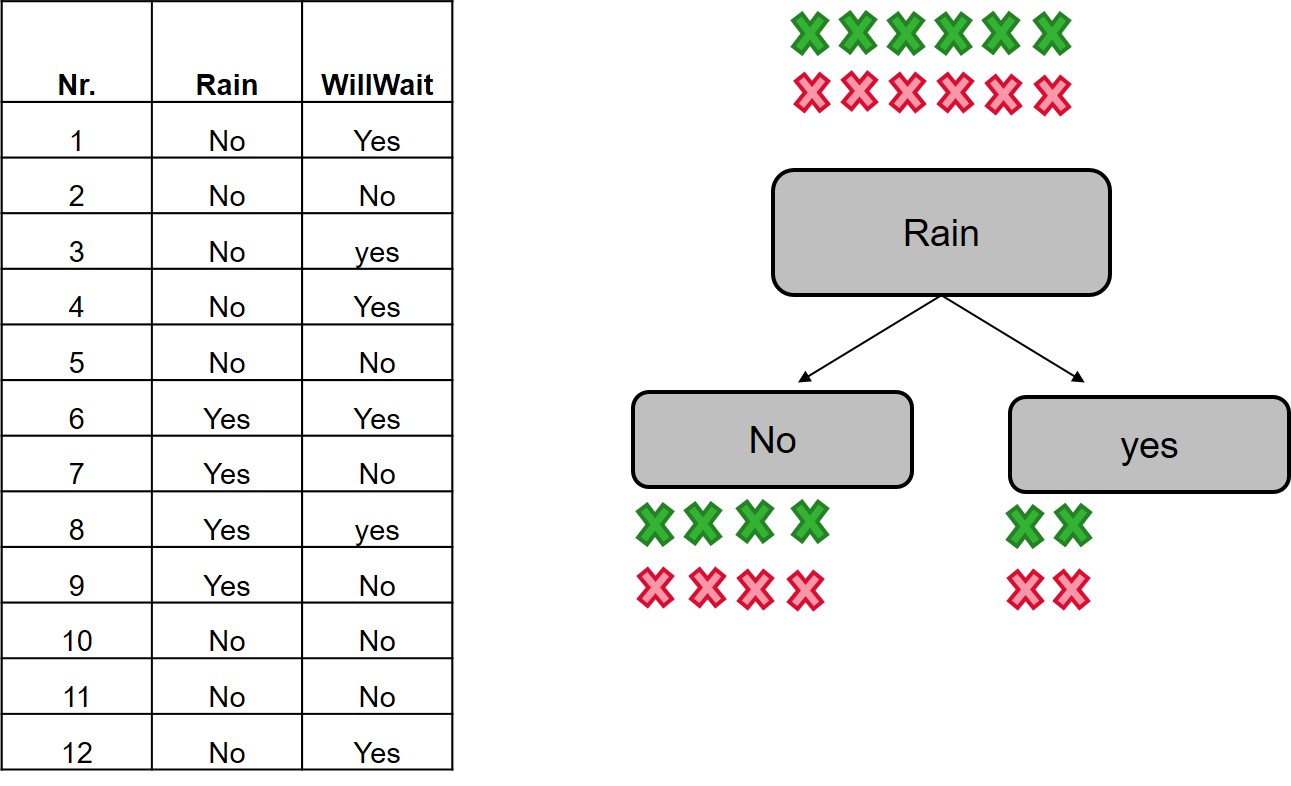 Nr. Rain WillWait
1 No Yes
2 No No
3 No yes
4 No Yes
5 No No
6 Yes Yes
7 Yes No
8 Yes yes
9 Yes No
10 No No
11 No No
12 No Yes
Rain
No
yes